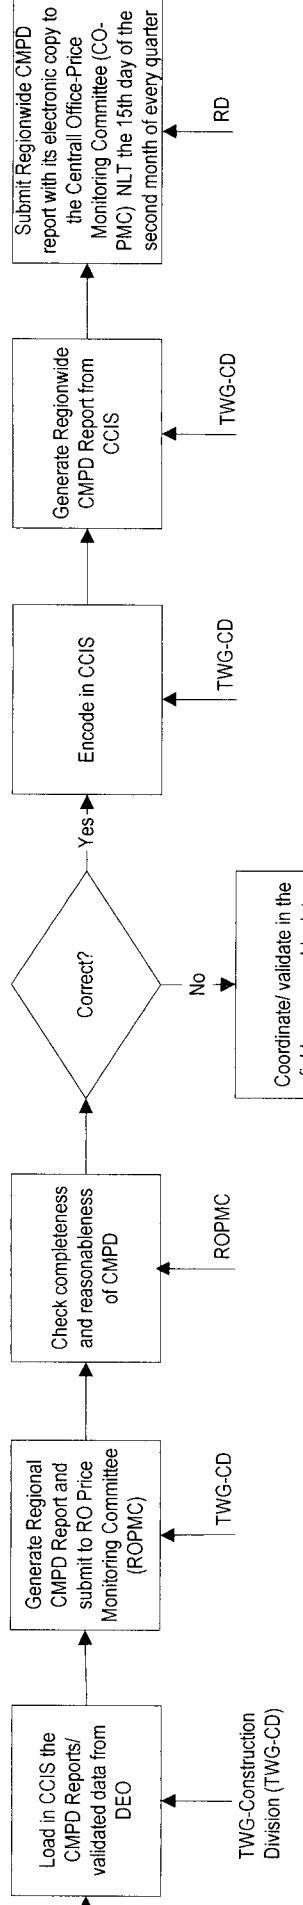 Load in CCIS the
CMPD Reports/
validated data from
DEO
TWG-Construction
Division (TWG-CD)
Generate Regional
CMPD Report and
submit to RO Price
Monitoring Committee
(ROPMC)
TWG-CD
Check completeness
and reasonableness
of CMPD
ROPMC
Correct?
Yes
No
Coordinate/ validate in the
Encode in CCIS
TWG-CD
Generate Regionwide
CMPD Report from
CCIS
TWG-CD
Submit Regionwide CMPD
report with its electronic copy to
the Centrall Office-Price
Monitoring Committee (CO-
PMC) NLT the 15th day of the
second month of every quarter
RD